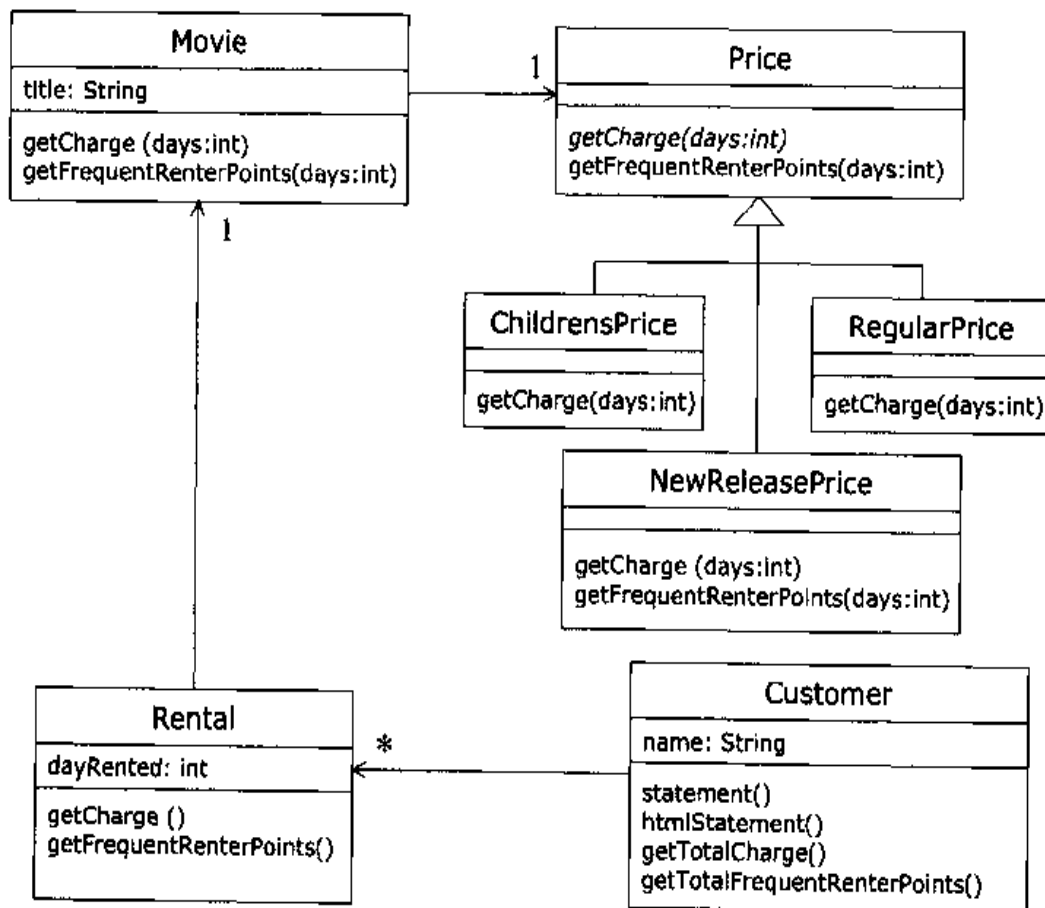 Movie
title: String
getCharge (days:int)
getFrequentRenterPoints(days:int)
1
Price
getCharge(days:int)
getFrequentRenterPoints(days:int)
1
ChildrensPrice
getCharge(days:int)
RegularPrice
getCharge(days:int)
NewReleasePrice
getCharge (days:int)
getFrequentRenterPoints(days:int)
Rental
dayRented: int
getCharge ()
getFrequentRenterPoints()
*
Customer
name: String
statement()
htmlStatement()
getTotalCharge()
getTotalFrequentRenterPoints()